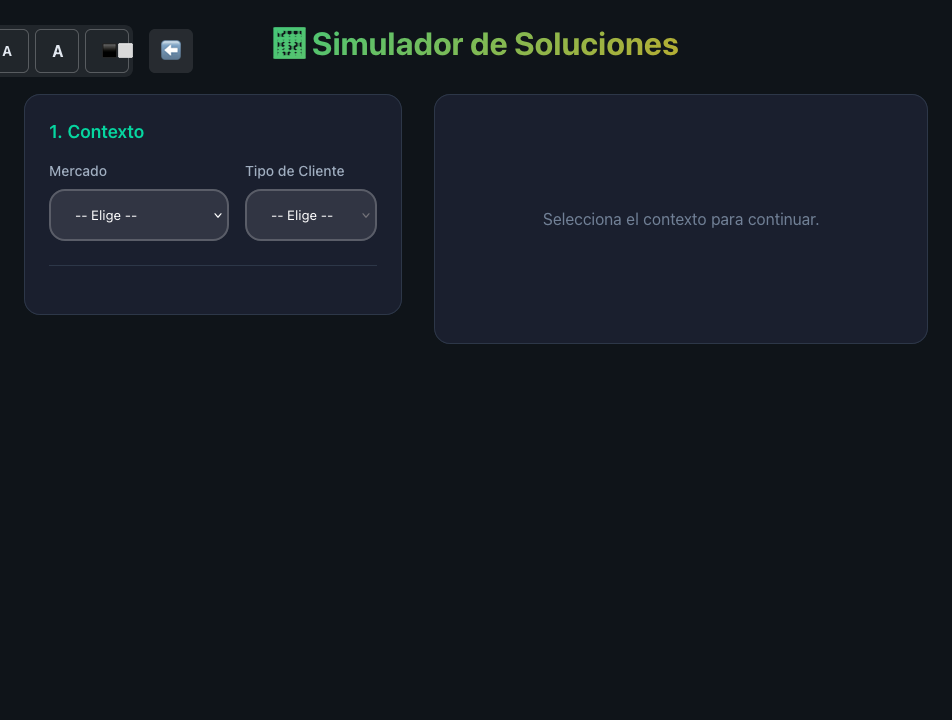 A
A
Simulador de Soluciones
1. Contexto
Mercado
Tipo de Cliente
-- Elige --
-- Elige --
Selecciona el contexto para continuar.